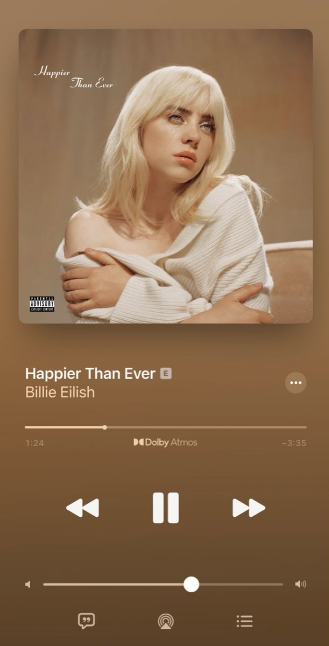 Happier
Than Ever
PARENTAL
ADVISORY
EXPLICIT CONTENT
Happier Than Ever E
Billie Eilish
1:24
Dolby Atmos
−3:35